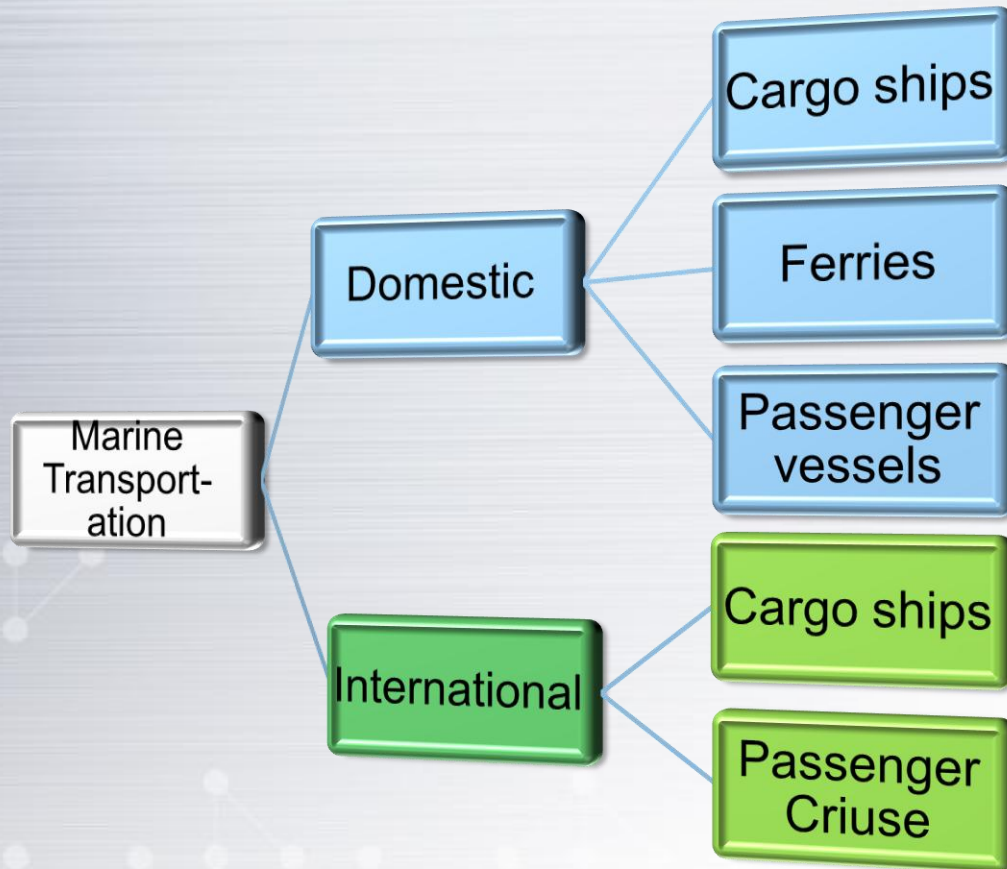 Marine
Transport-
ation
Domestic
Cargo ships
Ferries
Passenger
vessels
International
Cargo ships
Passenger
Criuse